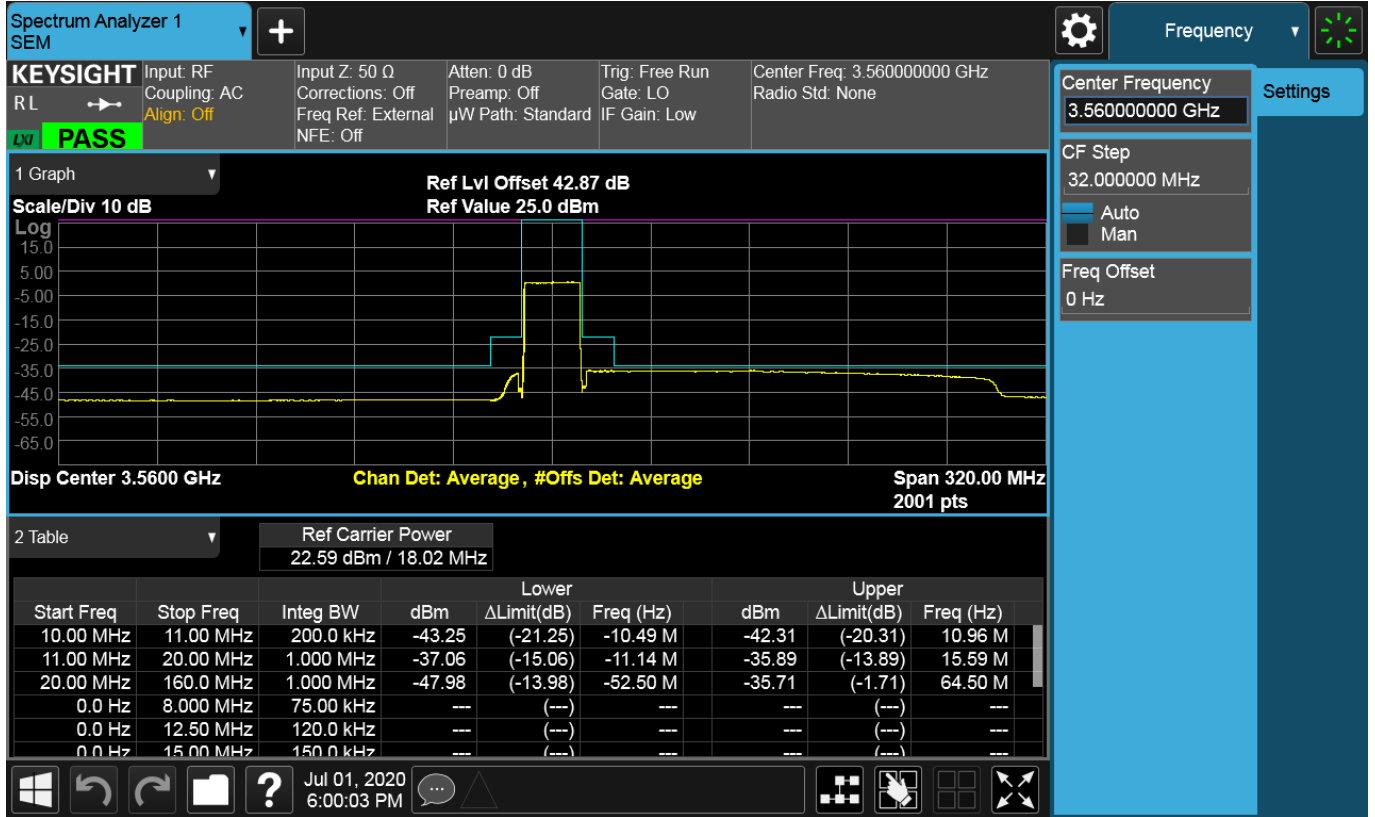 Spectrum Analyzer 1
SEM
Frequency
KEYSIGHT
R L
LXI
PASS
Input: RF
Coupling: AC
Align: Off
Input Z: 50 Ω
Corrections: Off
Freq Ref: External
NFE: Off
Atten: 0 dB
Preamp: Off
µW Path: Standard
Trig: Free Run
Gate: LO
IF Gain: Low
Center Freq: 3.560000000 GHz
Radio Std: None
Center Frequency
3.560000000 GHz
Settings
CF Step
32.000000 MHz
Auto
Man
Freq Offset
0 Hz
1 Graph
Ref Lvl Offset 42.87 dB
Scale/Div 10 dB
Ref Value 25.0 dBm
Log
15.0
5.00
-5.00
-15.0
-25.0
-35.0
-45.0
-55.0
-65.0
Disp Center 3.5600 GHz
Chan Det: Average , #Offs Det: Average
Span 320.00 MHz
2001 pts
2 Table
Ref Carrier Power
22.59 dBm / 18.02 MHz
Lower Upper
Start Freq Stop Freq Integ BW dBm ΔLimit(dB) Freq (Hz) dBm ΔLimit(dB) Freq (Hz)
10.00 MHz 11.00 MHz 200.0 kHz -43.25 (-21.25) -10.49 M -42.31 (-20.31) 10.96 M
11.00 MHz 20.00 MHz 1.000 MHz -37.06 (-15.06) -11.14 M -35.89 (-13.89) 15.59 M
20.00 MHz 160.0 MHz 1.000 MHz -47.98 (-13.98) -52.50 M -35.71 (-1.71) 64.50 M
0.0 Hz 8.000 MHz 75.00 kHz --- (---) --- --- (---) ---
0.0 Hz 12.50 MHz 120.0 kHz --- (---) --- --- (---) ---
0.0 Hz 15.00 MHz 150.0 kHz --- (---) --- --- (---) ---
?
Jul 01, 2020
6:00:03 PM